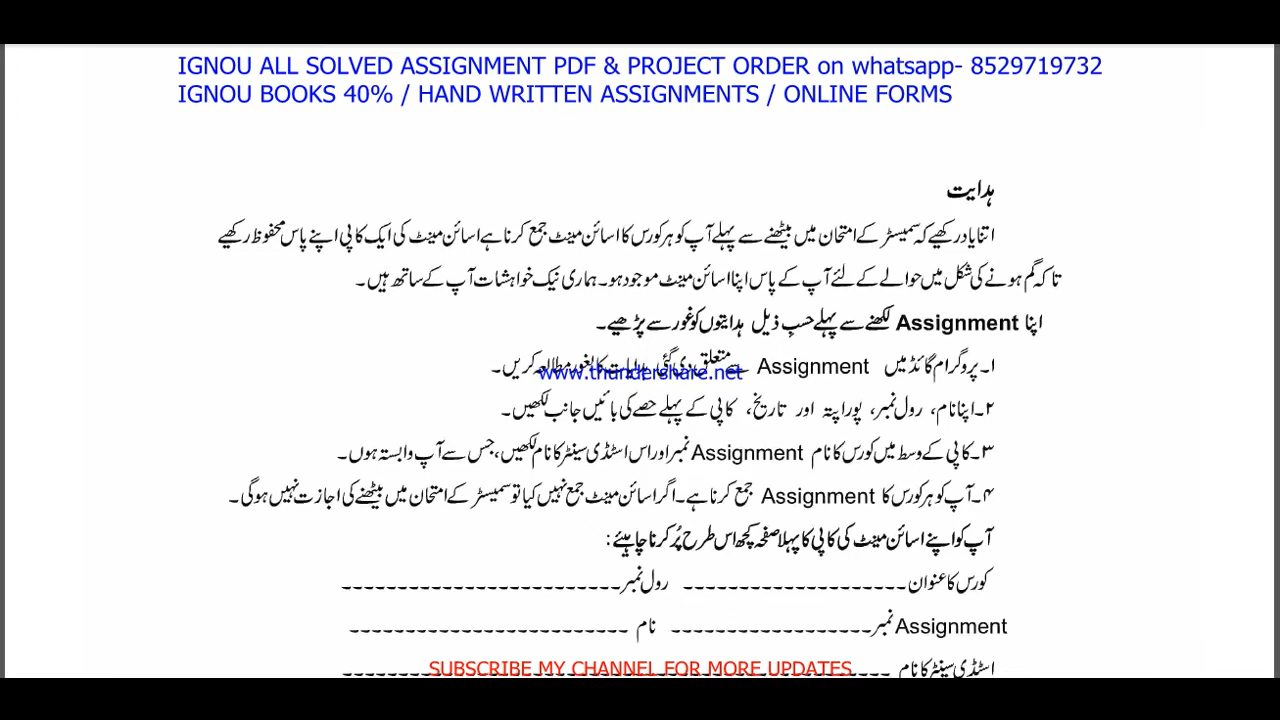 IGNOU ALL SOLVED ASSIGNMENT PDF & PROJECT ORDER on whatsapp- 8529719732
IGNOU BOOKS 40% / HAND WRITTEN ASSIGNMENTS / ONLINE FORMS
ہدایت
اتنا یاد رکھیے کہ سمیسٹر کے امتحان میں بیٹھنے سے پہلے آپ کو ہر کورس کا اسائن مینٹ جمع کرنا ہے اسائن مینٹ کی ایک کاپی اپنے پاس محفوظ رکھیے
تاکہ گم ہونے کی شکل میں حوالے کے لئے آپ کے پاس اپنا اسائن مینٹ موجود ہو۔ ہماری نیک خواہشات آپ کے ساتھ ہیں۔
اپنا Assignment لکھنے سے پہلے حسبِ ذیل ہدایتوں کو غور سے پڑھیے۔
۱۔ پروگرام گائڈ میں Assignment سے متعلق دی گئی ہدایات کا بغور مطالعہ کریں۔
www.thundershare.net
۲۔ اپنا نام، رول نمبر، پورا پتہ اور تاریخ، کاپی کے پہلے حصے کی بائیں جانب لکھیں۔
۳۔ کاپی کے وسط میں کورس کا نام Assignment نمبر اور اس اسٹڈی سینٹر کا نام لکھیں، جس سے آپ وابستہ ہوں۔
۴۔ آپ کو ہر کورس کا Assignment جمع کرنا ہے۔ اگر اسائن مینٹ جمع نہیں کیا تو سمیسٹر کے امتحان میں بیٹھنے کی اجازت نہیں ہوگی۔
آپ کو اپنے اسائن مینٹ کی کاپی کا پہلا صفحہ کچھ اس طرح پُر کرنا چاہیئے:
کورس کا عنوان -------------------- رول نمبر -------------------------
Assignment نمبر ------------------ نام -------------------------
اسٹڈی سینٹر کا نام ------------------------------------------------
SUBSCRIBE MY CHANNEL FOR MORE UPDATES